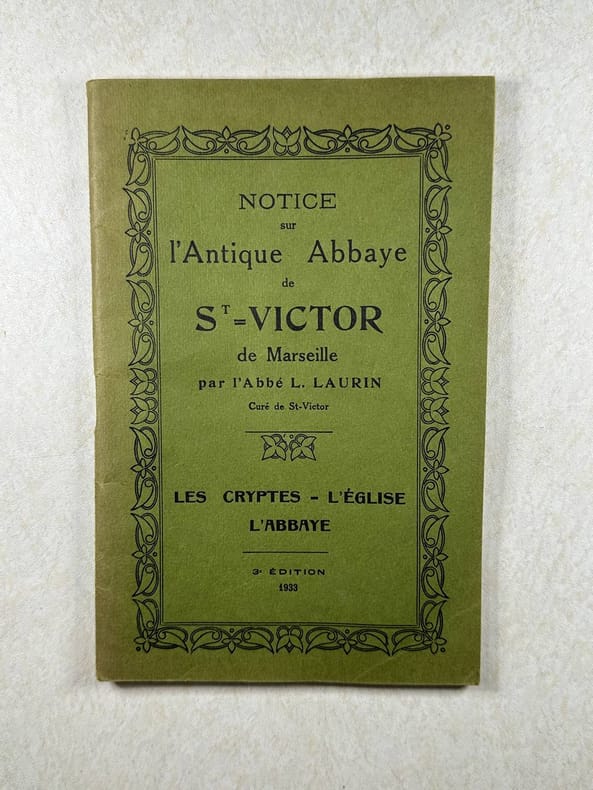 NOTICE
sur
l'Antique Abbaye
de
ST=VICTOR
de Marseille
par l'Abbé L. LAURIN
Curé de St-Victor
LES CRYPTES - L'ÉGLISE
L'ABBAYE
3e ÉDITION
1933